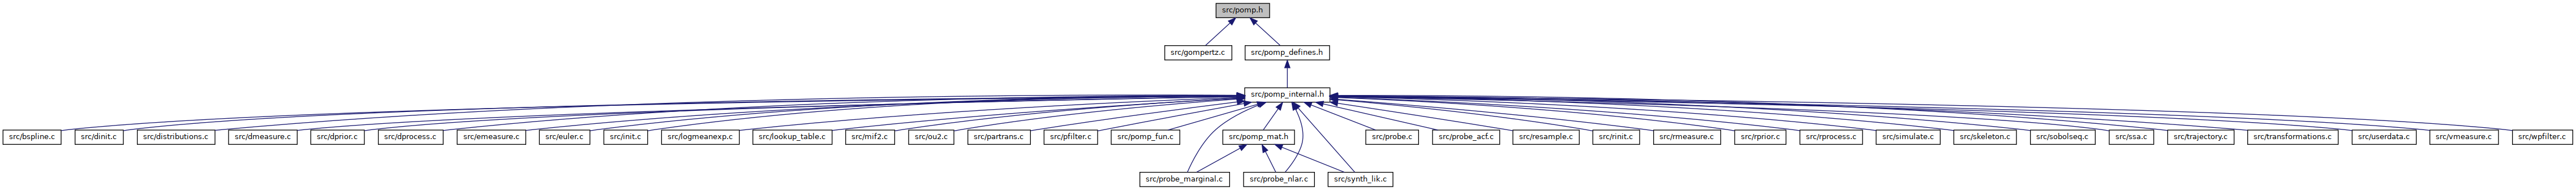 src/pomp.h
src/gompertz.c
src/pomp_defines.h
src/pomp_internal.h
src/bspline.c
src/dinit.c
src/distributions.c
src/dmeasure.c
src/dprior.c
src/dprocess.c
src/emeasure.c
src/euler.c
src/init.c
src/logmeanexp.c
src/lookup_table.c
src/mif2.c
src/ou2.c
src/partrans.c
src/pfilter.c
src/pomp_fun.c
src/pomp_mat.h
src/probe.c
src/probe_acf.c
src/resample.c
src/rinit.c
src/rmeasure.c
src/rprior.c
src/rprocess.c
src/simulate.c
src/skeleton.c
src/sobolseq.c
src/ssa.c
src/trajectory.c
src/transformations.c
src/userdata.c
src/vmeasure.c
src/wpfilter.c
src/probe_marginal.c
src/probe_nlar.c
src/synth_lik.c